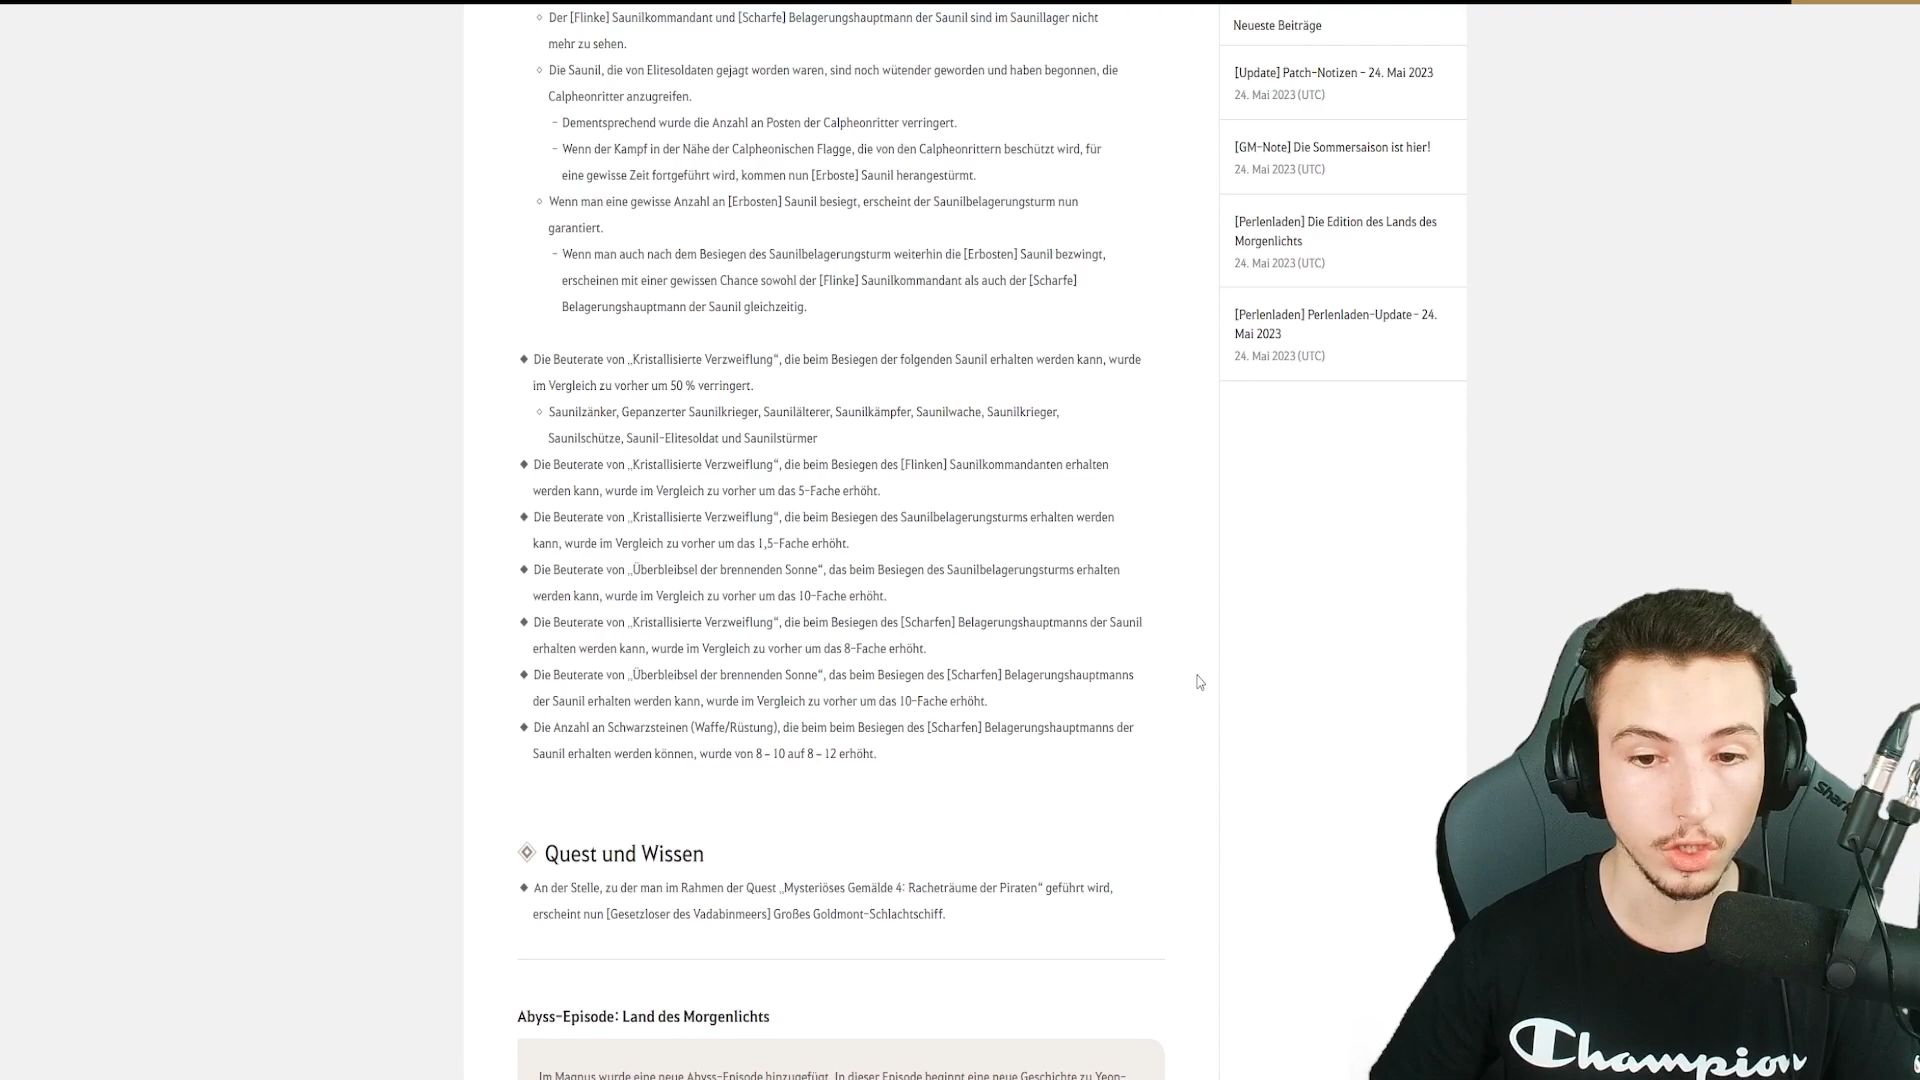 Der [Flinke] Saunilkommandant und [Scharfe] Belagerungshauptmann der Saunil sind im Saunillager nicht
mehr zu sehen.
Die Saunil, die von Elitesoldaten gejagt worden waren, sind noch wütender geworden und haben begonnen, die
Calpheonritter anzugreifen.
- Dementsprechend wurde die Anzahl an Posten der Calpheonritter verringert.
- Wenn der Kampf in der Nähe der Calpheonischen Flagge, die von den Calpheonrittern beschützt wird, für
eine gewisse Zeit fortgeführt wird, kommen nun [Erboste] Saunil herangestürmt.
Wenn man eine gewisse Anzahl an [Erbosten] Saunil besiegt, erscheint der Saunilbelagerungsturm nun
garantiert.
- Wenn man auch nach dem Besiegen des Saunilbelagerungsturm weiterhin die [Erbosten] Saunil bezwingt,
erscheinen mit einer gewissen Chance sowohl der [Flinke] Saunilkommandant als auch der [Scharfe]
Belagerungshauptmann der Saunil gleichzeitig.
Die Beuterate von „Kristallisierte Verzweiflung“, die beim Besiegen der folgenden Saunil erhalten werden kann, wurde
im Vergleich zu vorher um 50 % verringert.
Saunilzänker, Gepanzerter Saunilkrieger, Saunilälterer, Saunilkämpfer, Saunilwache, Saunilkrieger,
Saunilschütze, Saunil-Elitesoldat und Saunilstürmer
Die Beuterate von „Kristallisierte Verzweiflung“, die beim Besiegen des [Flinken] Saunilkommandanten erhalten
werden kann, wurde im Vergleich zu vorher um das 5-Fache erhöht.
Die Beuterate von „Kristallisierte Verzweiflung“, die beim Besiegen des Saunilbelagerungsturms erhalten werden
kann, wurde im Vergleich zu vorher um das 1,5-Fache erhöht.
Die Beuterate von „Überbleibsel der brennenden Sonne“, das beim Besiegen des Saunilbelagerungsturms erhalten
werden kann, wurde im Vergleich zu vorher um das 10-Fache erhöht.
Die Beuterate von „Kristallisierte Verzweiflung“, die beim Besiegen des [Scharfen] Belagerungshauptmanns der Saunil
erhalten werden kann, wurde im Vergleich zu vorher um das 8-Fache erhöht.
Die Beuterate von „Überbleibsel der brennenden Sonne“, das beim Besiegen des [Scharfen] Belagerungshauptmanns
der Saunil erhalten werden kann, wurde im Vergleich zu vorher um das 10-Fache erhöht.
Die Anzahl an Schwarzsteinen (Waffe/Rüstung), die beim beim Besiegen des [Scharfen] Belagerungshauptmanns der
Saunil erhalten werden können, wurde von 8 – 10 auf 8 – 12 erhöht.
Quest und Wissen
An der Stelle, zu der man im Rahmen der Quest „Mysteriöses Gemälde 4: Racheträume der Piraten“ geführt wird,
erscheint nun [Gesetzloser des Vadabinmeers] Großes Goldmont-Schlachtschiff.
Abyss-Episode: Land des Morgenlichts
Im Magnus wurde eine neue Abyss-Episode hinzugefügt. In dieser Episode beginnt eine neue Geschichte zu Yeon-
Neueste Beiträge
[Update] Patch-Notizen - 24. Mai 2023
24. Mai 2023 (UTC)
[GM-Note] Die Sommersaison ist hier!
24. Mai 2023 (UTC)
[Perlenladen] Die Edition des Lands des
Morgenlichts
24. Mai 2023 (UTC)
[Perlenladen] Perlenladen-Update - 24.
Mai 2023
24. Mai 2023 (UTC)
Champion